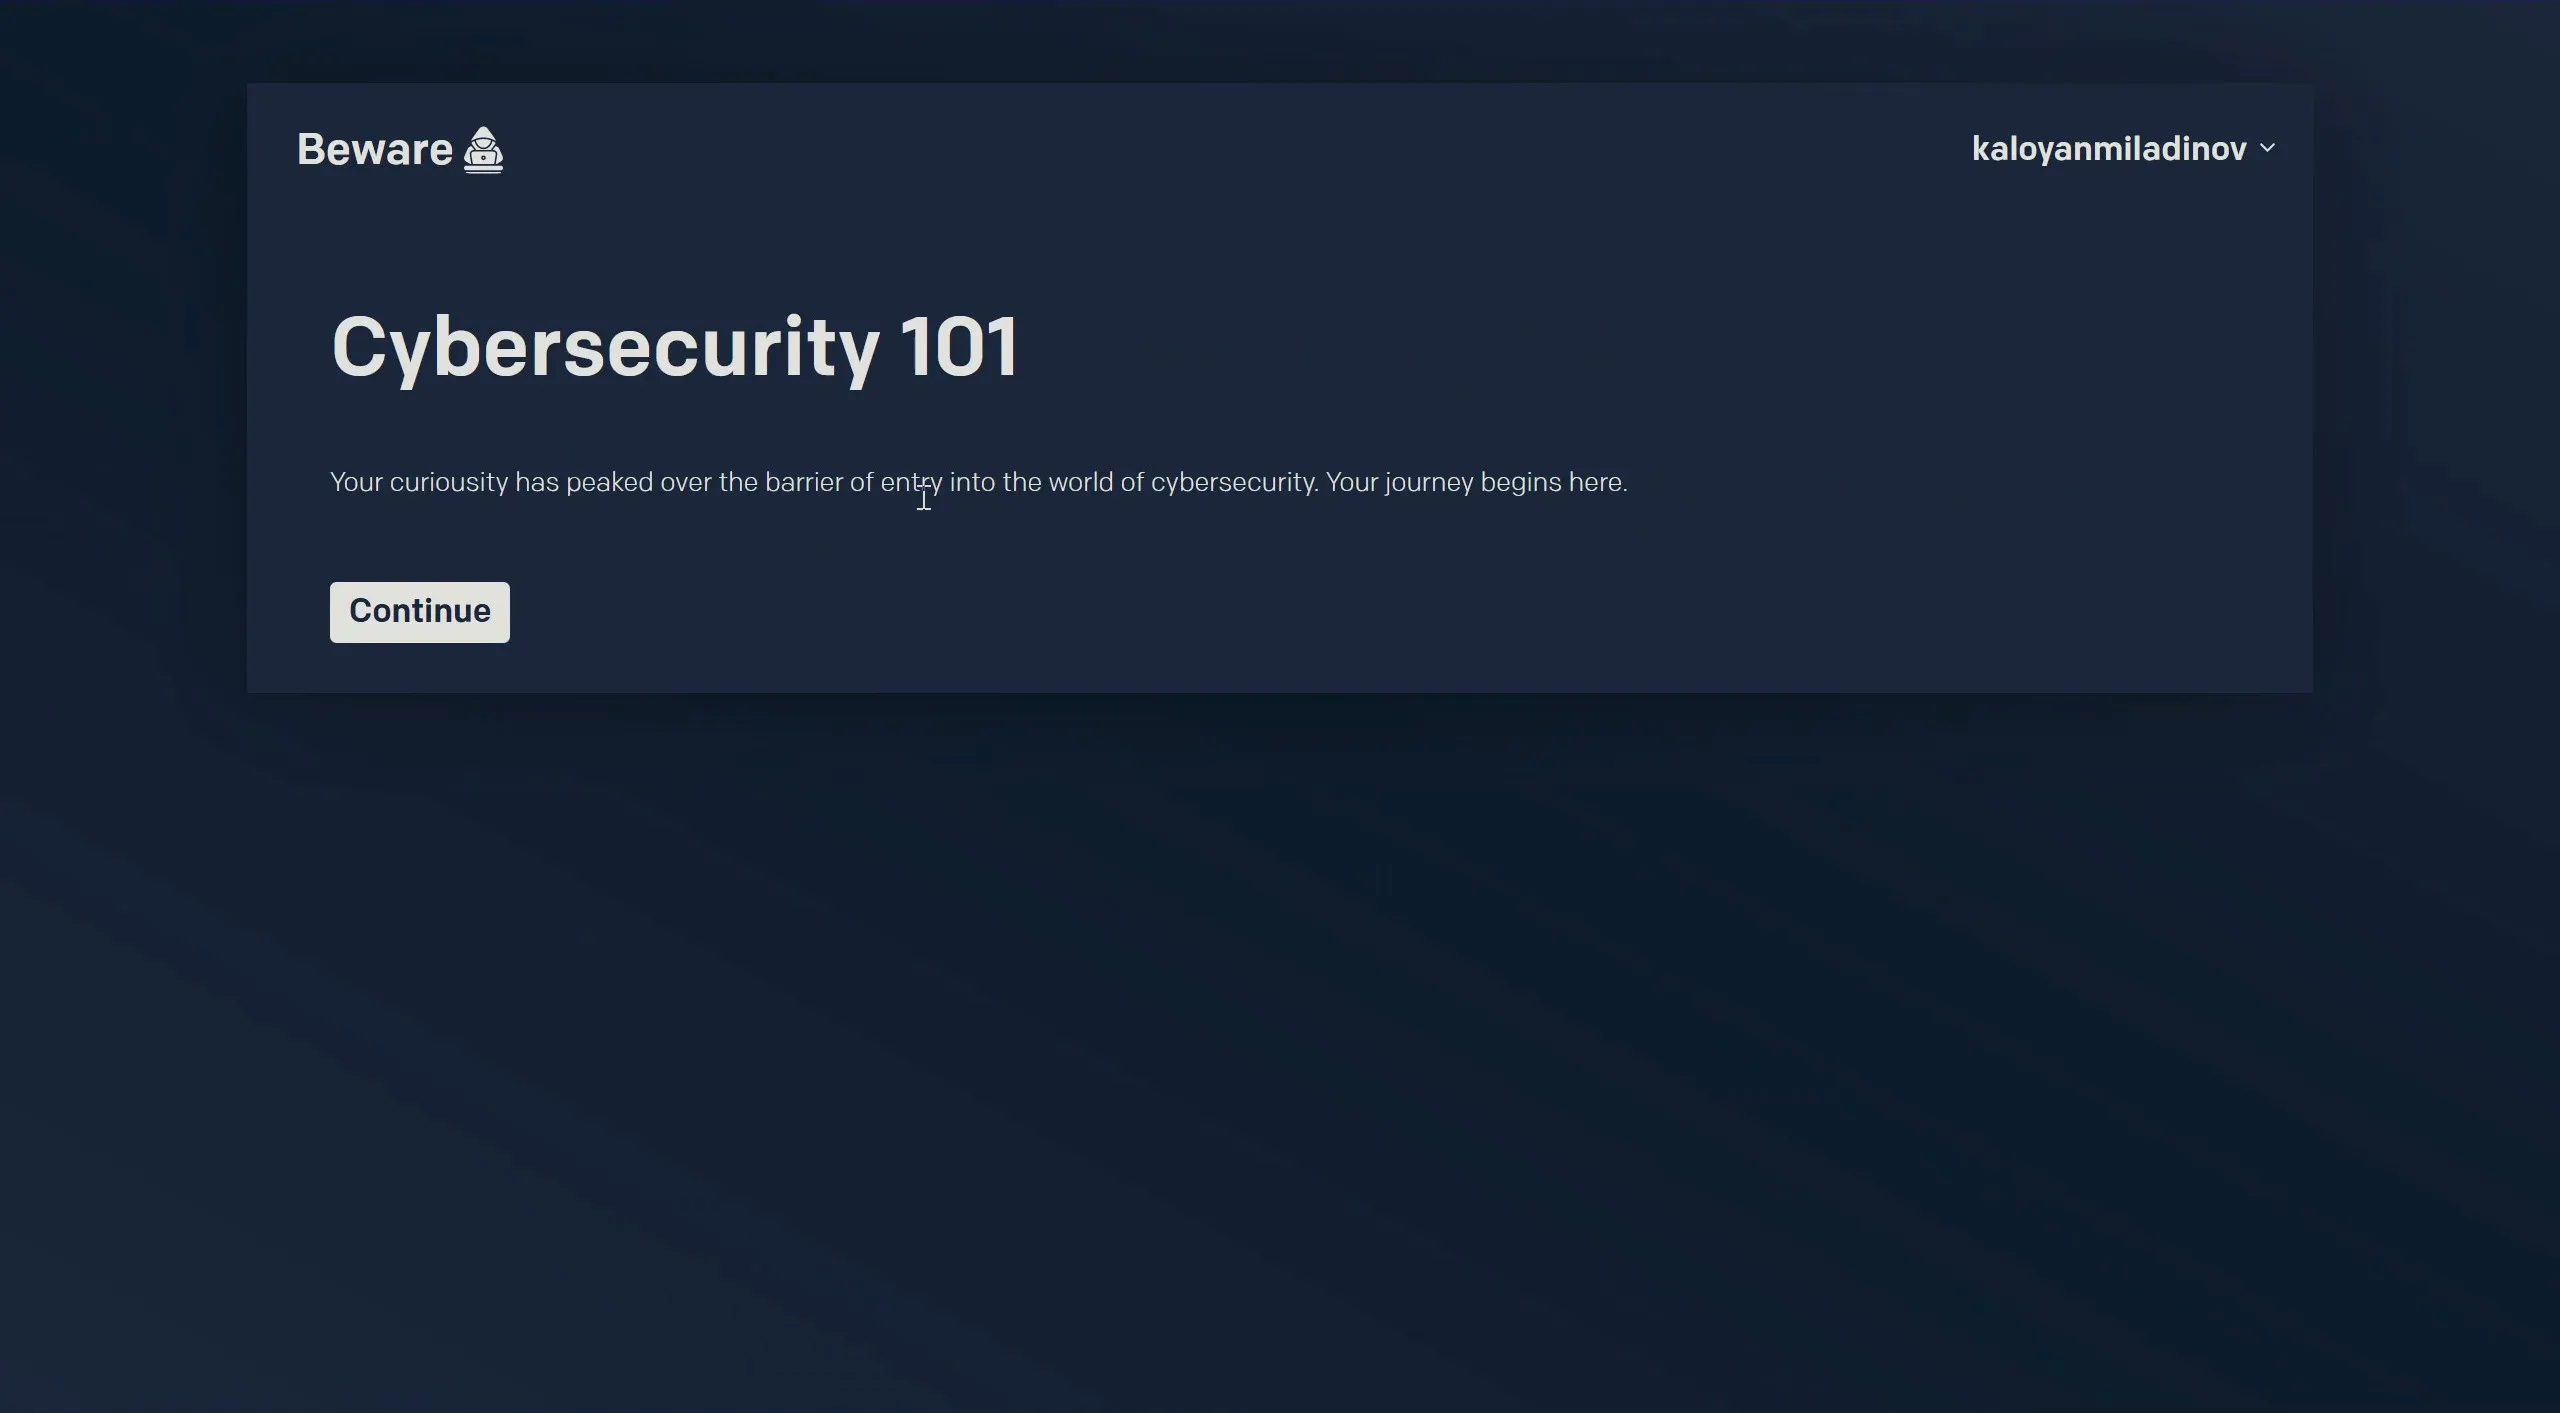 Beware
kaloyanmiladinov
Cybersecurity 101
Your curiousity has peaked over the barrier of entry into the world of cybersecurity. Your journey begins here.
Continue